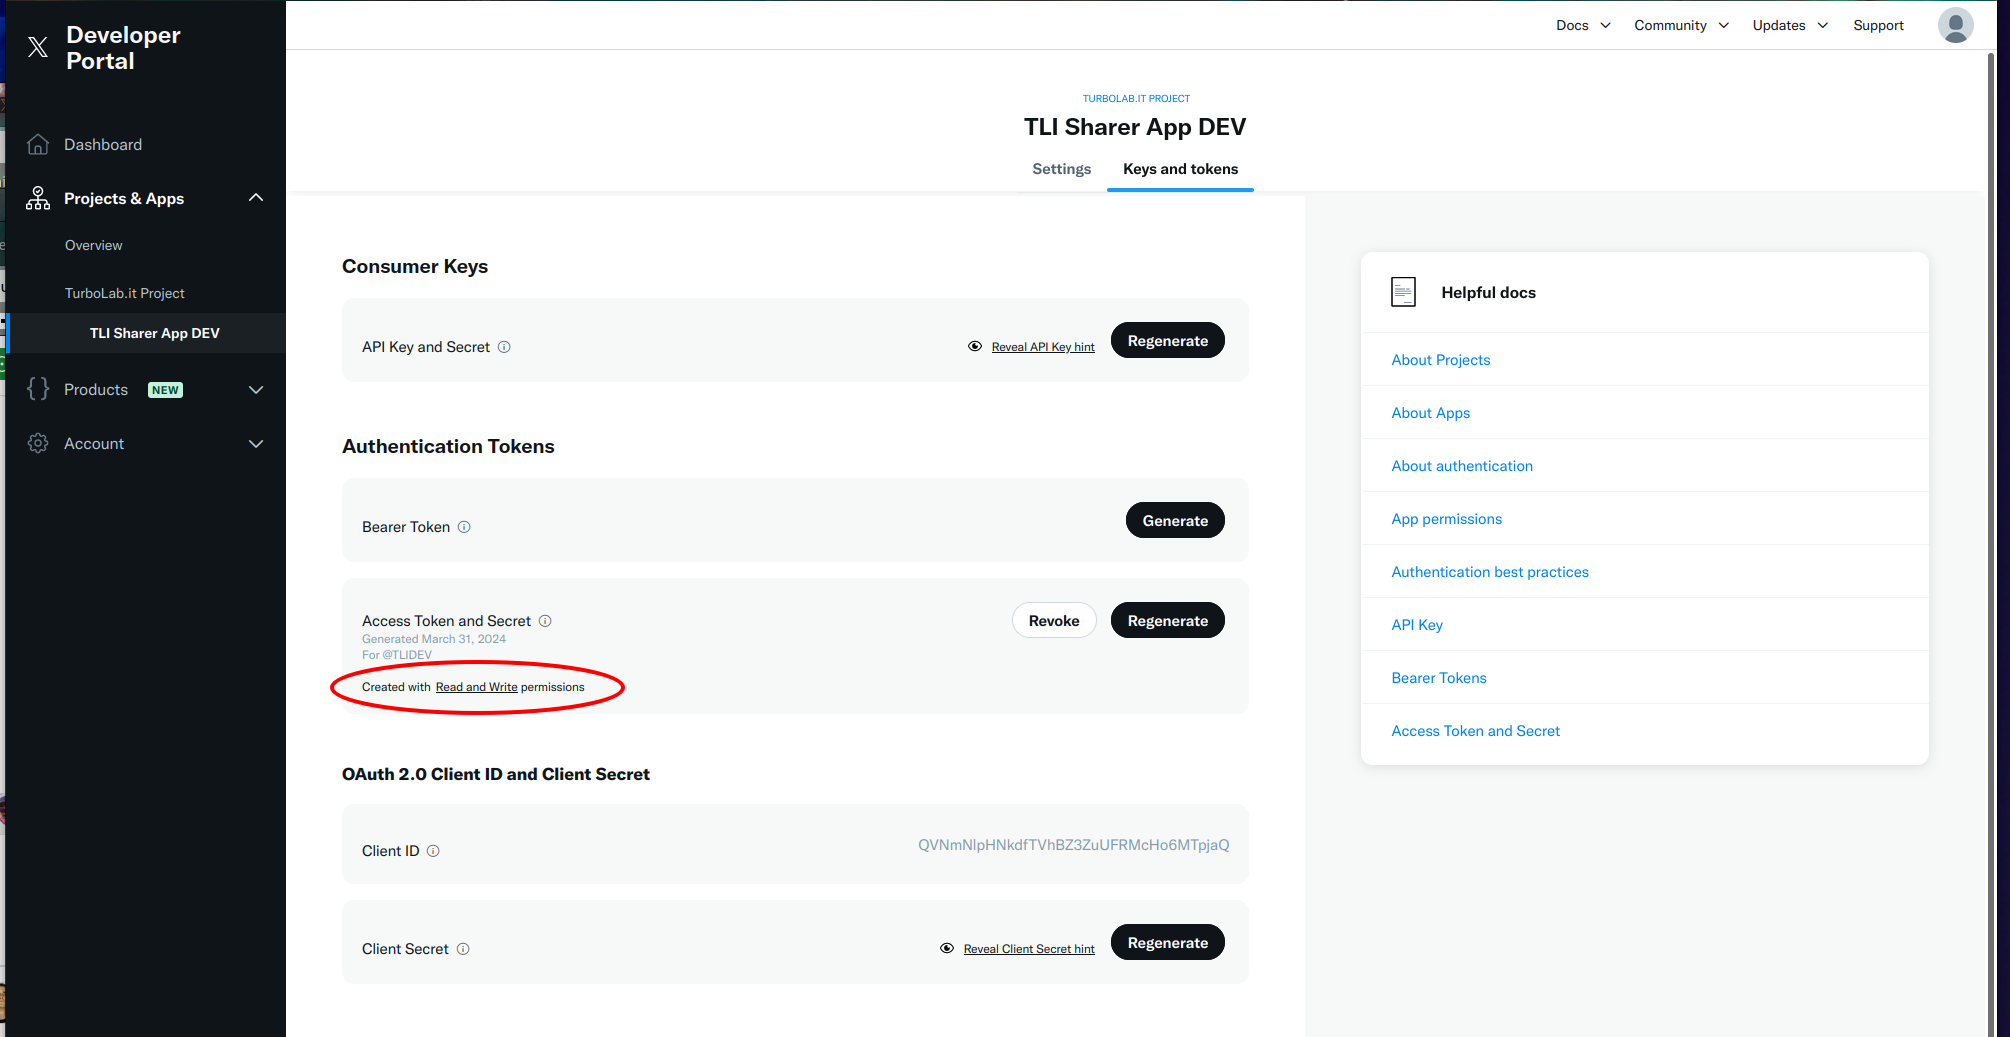 Developer
Portal
Docs
Community
Updates
Support
Dashboard
Projects & Apps
Overview
TurboLab.it Project
TLI Sharer App DEV
Products NEW
Account
TURBOLAB.IT PROJECT
TLI Sharer App DEV
Settings
Keys and tokens
Consumer Keys
API Key and Secret
Reveal API Key hint
Regenerate
Authentication Tokens
Bearer Token
Generate
Access Token and Secret
Generated March 31, 2024
For @TLIDEV
Created with Read and Write permissions
Revoke
Regenerate
OAuth 2.0 Client ID and Client Secret
Client ID
QVNmNlpHNkdfTVhBZ3ZuUFRMcHo6MTpjaQ
Client Secret
Reveal Client Secret hint
Regenerate
Helpful docs
About Projects
About Apps
About authentication
App permissions
Authentication best practices
API Key
Bearer Tokens
Access Token and Secret